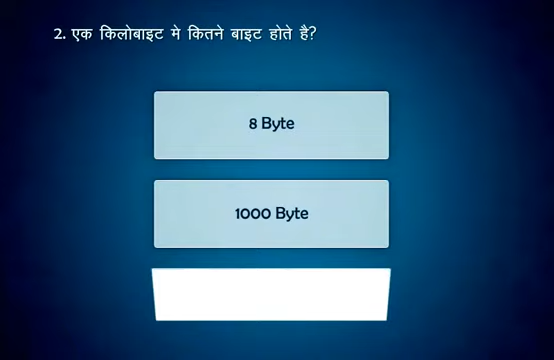 2. एक किलोबाइट मे कितने बाइट होते है?
8 Byte
1000 Byte